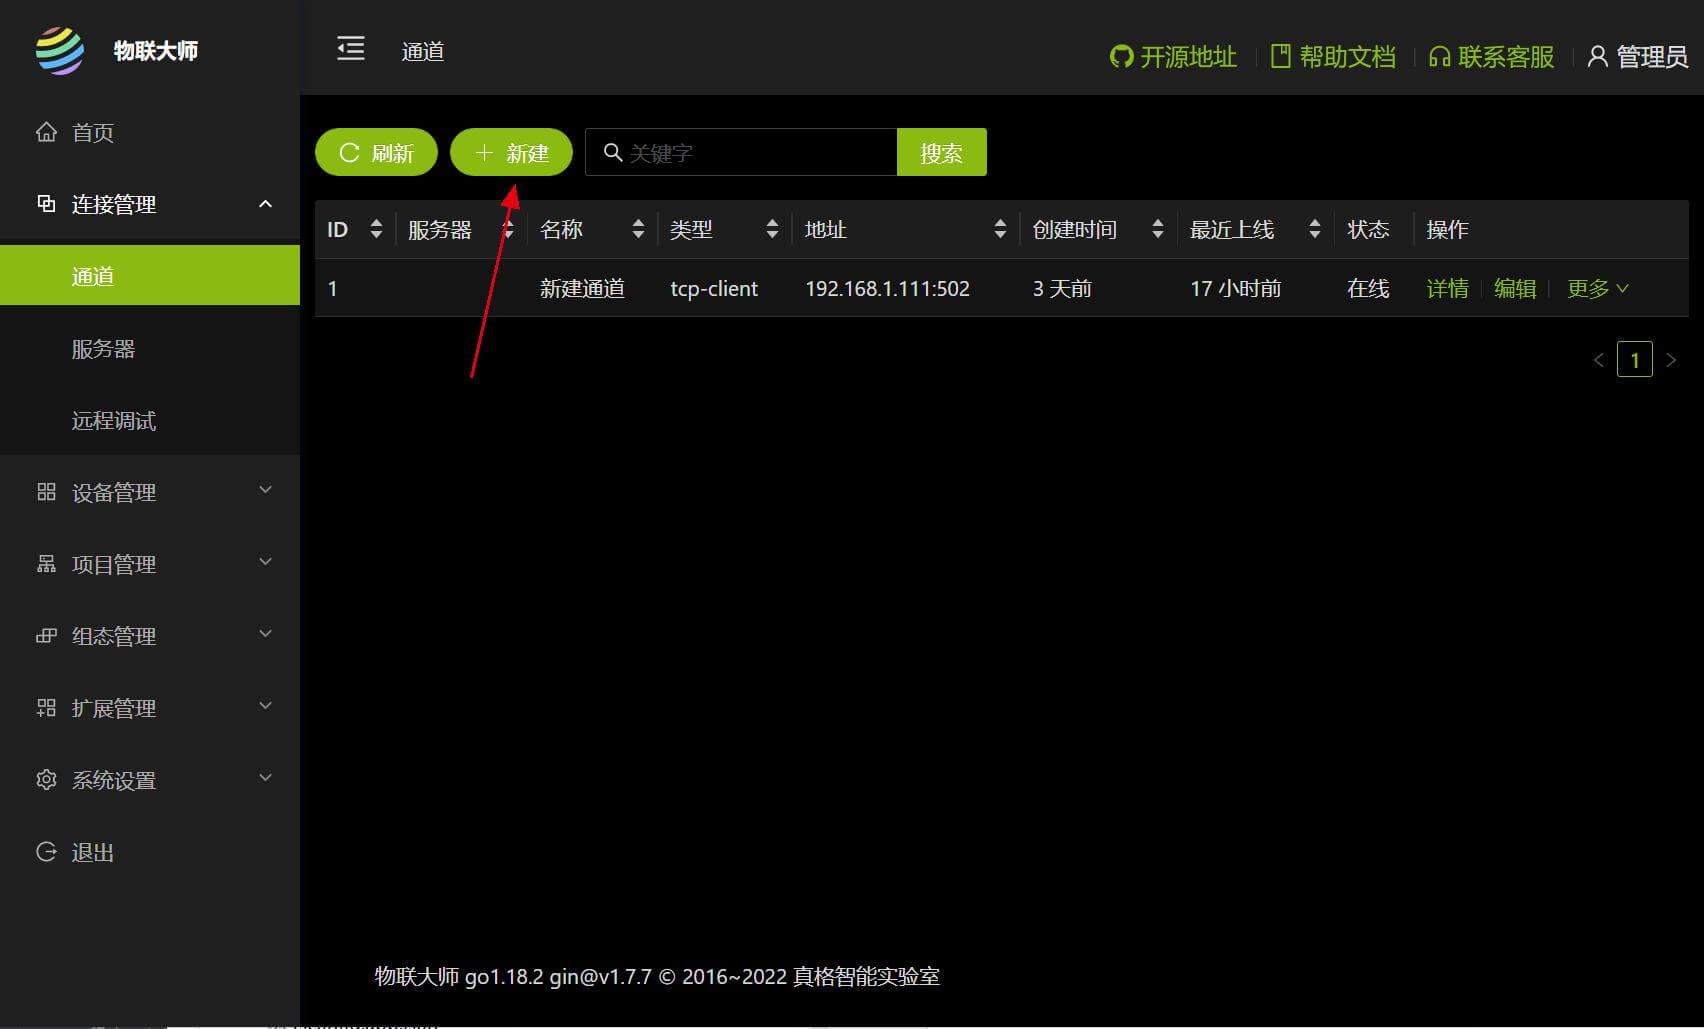 物联大师
通道
开源地址
帮助文档
联系客服
管理员
首页
连接管理
通道
服务器
远程调试
设备管理
项目管理
组态管理
扩展管理
系统设置
退出
刷新
新建
关键字
搜索
ID 服务器 名称 类型 地址 创建时间 最近上线 状态 操作
1 新建通道 tcp-client 192.168.1.111:502 3 天前 17 小时前 在线 详情 编辑 更多
1
物联大师 go1.18.2 gin@v1.7.7 © 2016~2022 真格智能实验室